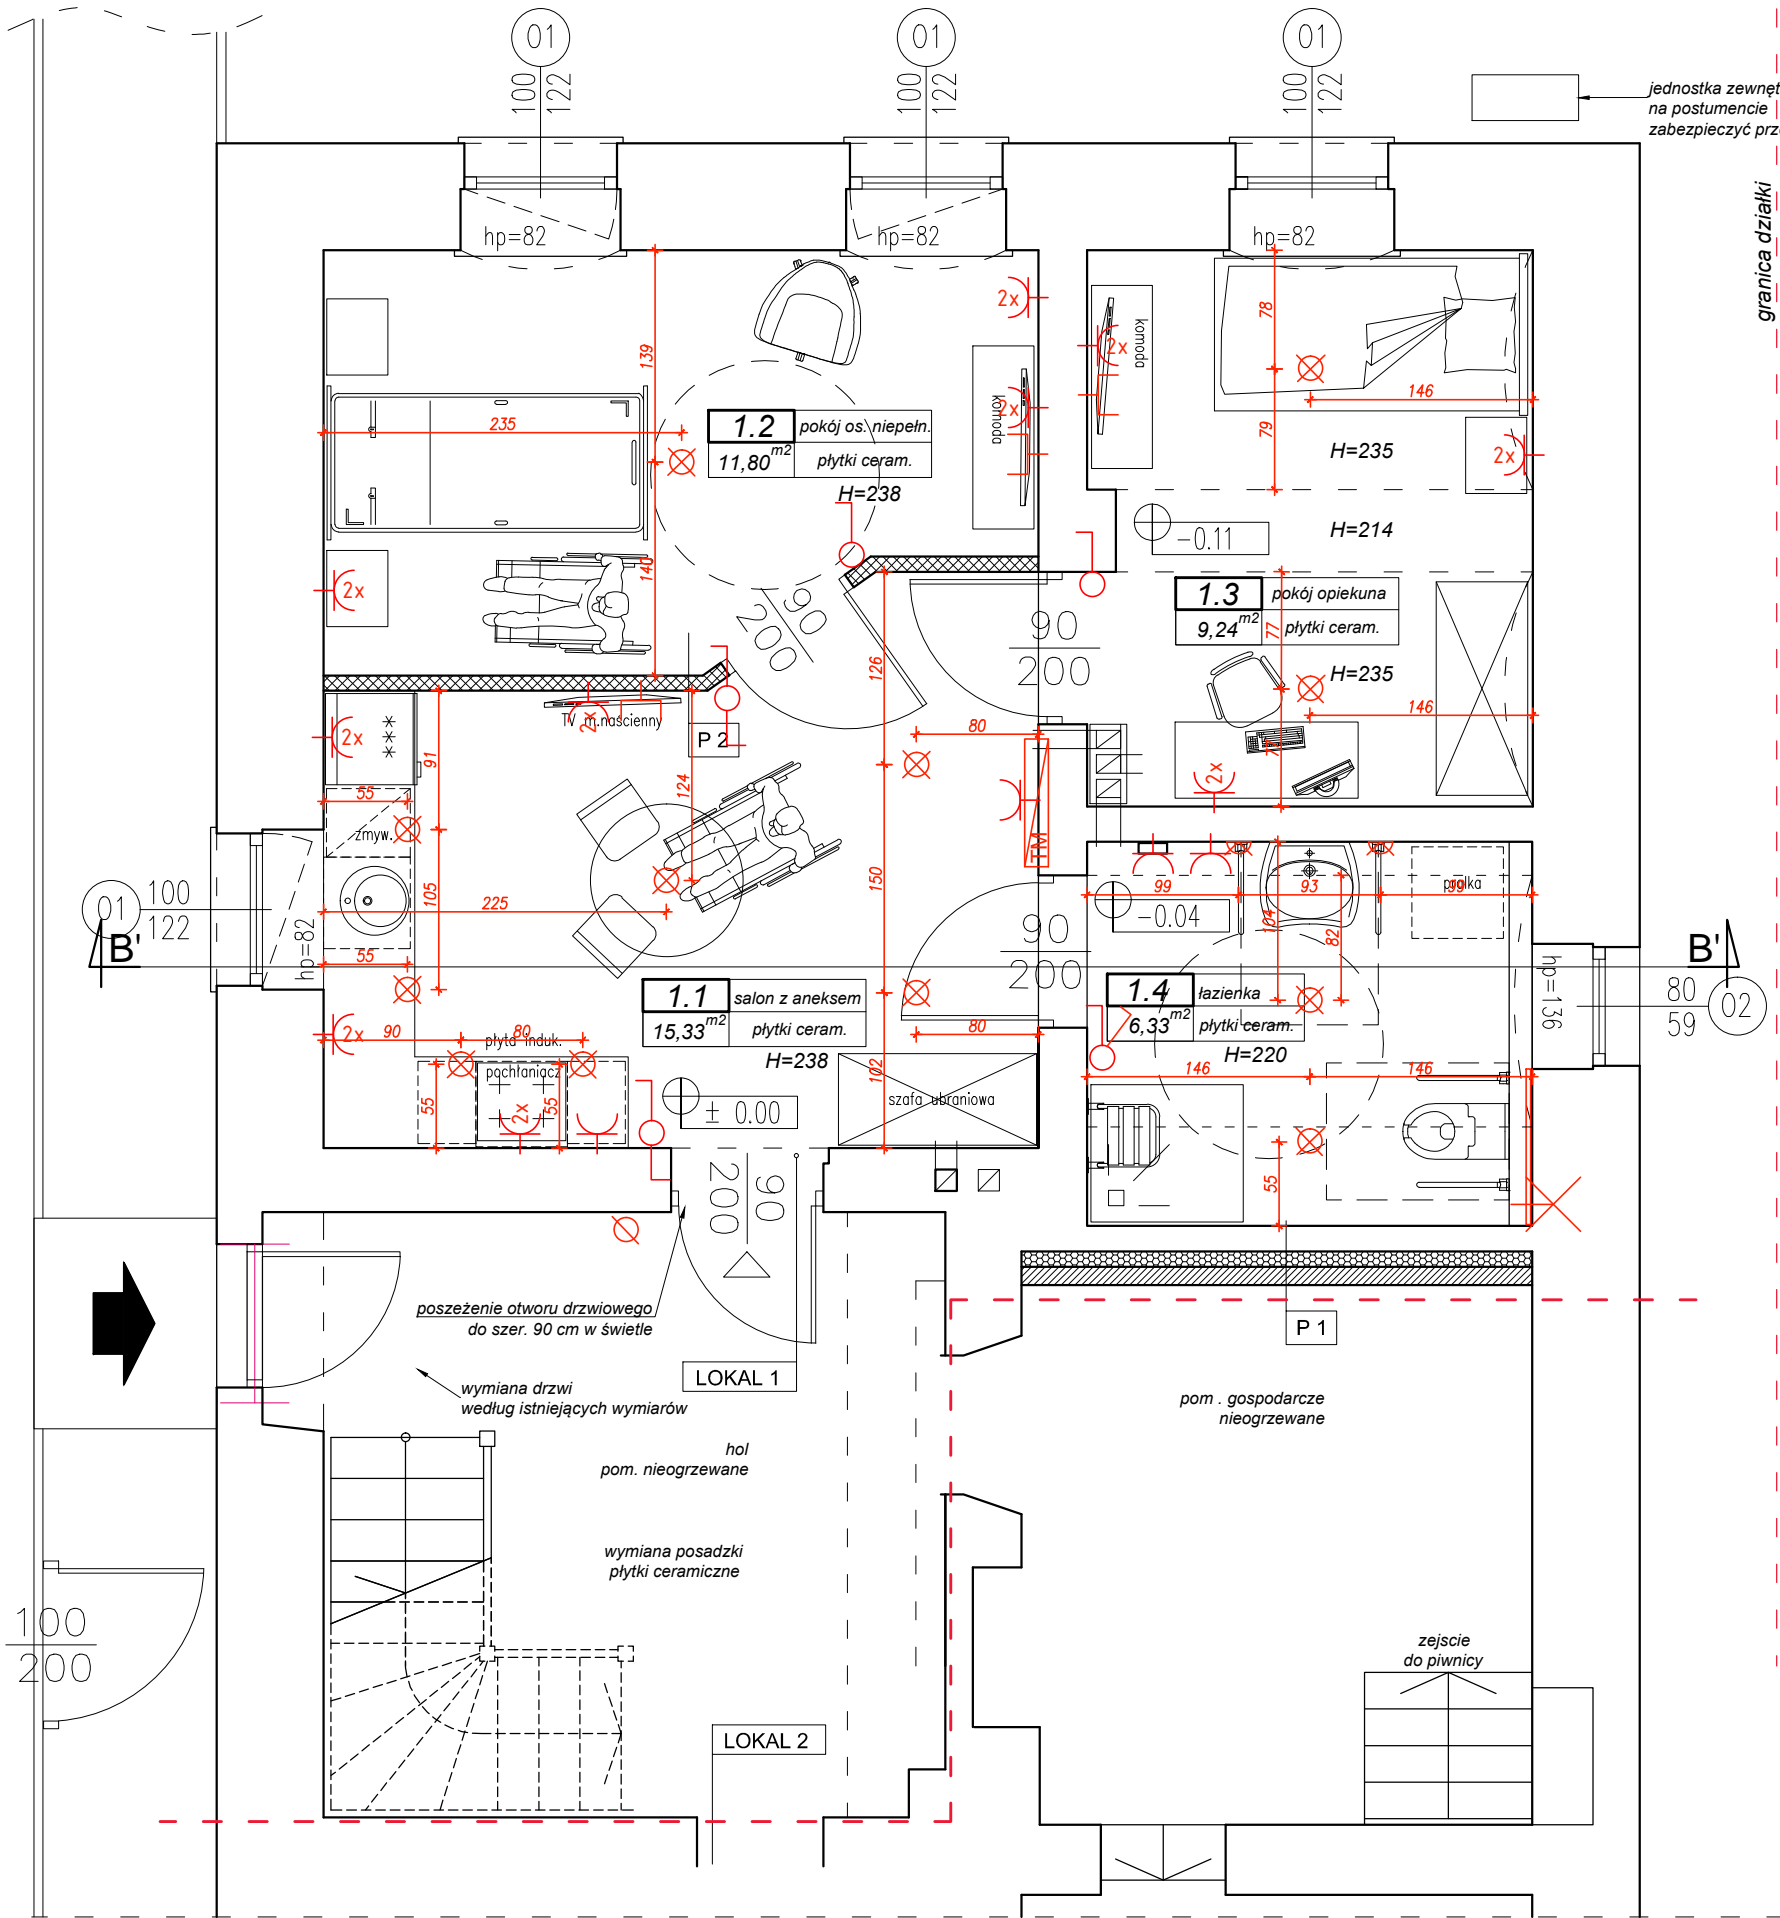 01
100
122
01
100
122
01
100
122
jednostka zewnęt
na postumencie
zabezpieczyć prz
granica działki
hp=82
hp=82
hp=82
139
235
140
2x
2x
komoda
1.2 pokój os. niepełn.
11,80 m2 płytki ceram.
H=238
2x
90
200
komoda
2x
78
146
79
H=235
2x
-0.11
H=214
1.3 pokój opiekuna
9,24 m2 płytki ceram.
77
H=235
146
2x
90
200
126
80
TV m.naścienny
2x
P 2
124
2x
91
55
zmyw.
105
225
55
150
TM
01
100
122
hp=82
B'
1.1 salon z aneksem
15,33 m2 płytki ceram.
H=238
2x
90
80
płyta induk.
pochłaniacz
55
2x
55
± 0.00
80
102
szafa ubraniowa
90
200
99
93
99
pralka
-0.04
104
82
1.4 łazienka
6,33 m2 płytki ceram.
H=220
146
146
55
hp=136
B'
80
59
02
90
200
poszeżenie otworu drzwiowego
do szer. 90 cm w świetle
LOKAL 1
wymiana drzwi
według istniejących wymiarów
hol
pom. nieogrzewane
wymiana posadzki
płytki ceramiczne
LOKAL 2
P 1
pom . gospodarcze
nieogrzewane
zejscie
do piwnicy
100
200